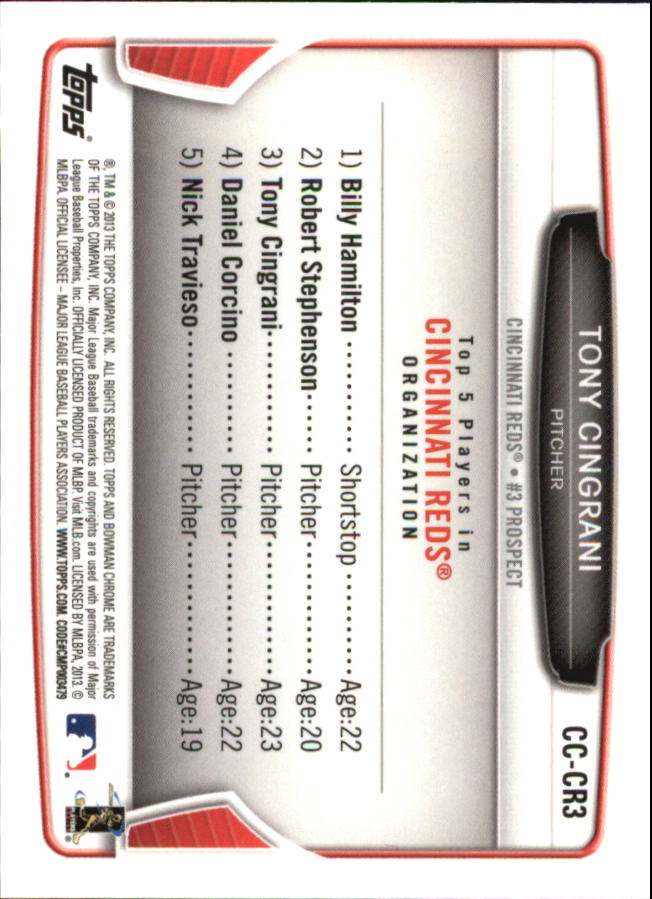 CC-CR3
TONY CINGRANI
PITCHER
CINCINNATI REDS® • #3 PROSPECT
Top 5 Players in
CINCINNATI REDS®
ORGANIZATION
1) Billy Hamilton .......... Shortstop ......... Age:22
2) Robert Stephenson...... Pitcher............. Age:20
3) Tony Cingrani............ Pitcher............. Age:23
4) Daniel Corcino .......... Pitcher............. Age:22
5) Nick Travieso............ Pitcher............. Age:19
topps®
®, TM & © 2013 THE TOPPS COMPANY, INC. ALL RIGHTS RESERVED. TOPPS AND BOWMAN CHROME ARE TRADEMARKS
OF THE TOPPS COMPANY, INC. Major League Baseball trademarks and copyrights are used with permission of Major
League Baseball Properties, Inc. OFFICIALLY LICENSED PRODUCT OF MLBP. Visit MLB.com. LICENSED BY MLBPA, 2013. ©
MLBPA. OFFICIAL LICENSEE – MAJOR LEAGUE BASEBALL PLAYERS ASSOCIATION. WWW.TOPPS.COM. CODE#CMP003479